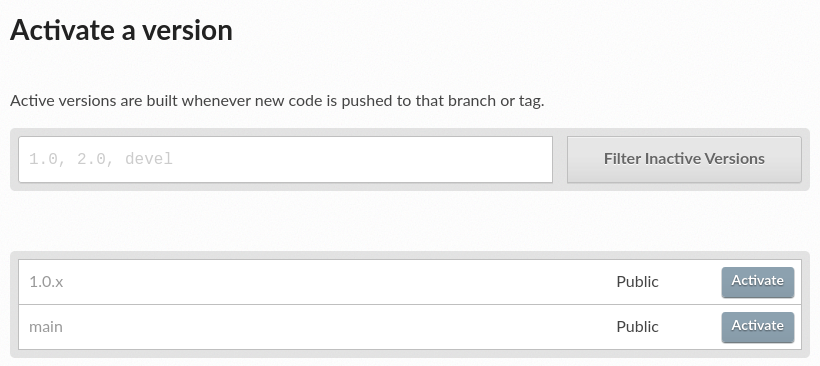 Activate a version
Active versions are built whenever new code is pushed to that branch or tag.
1.0, 2.0, devel Filter Inactive Versions
1.0.x Public Activate
main Public Activate